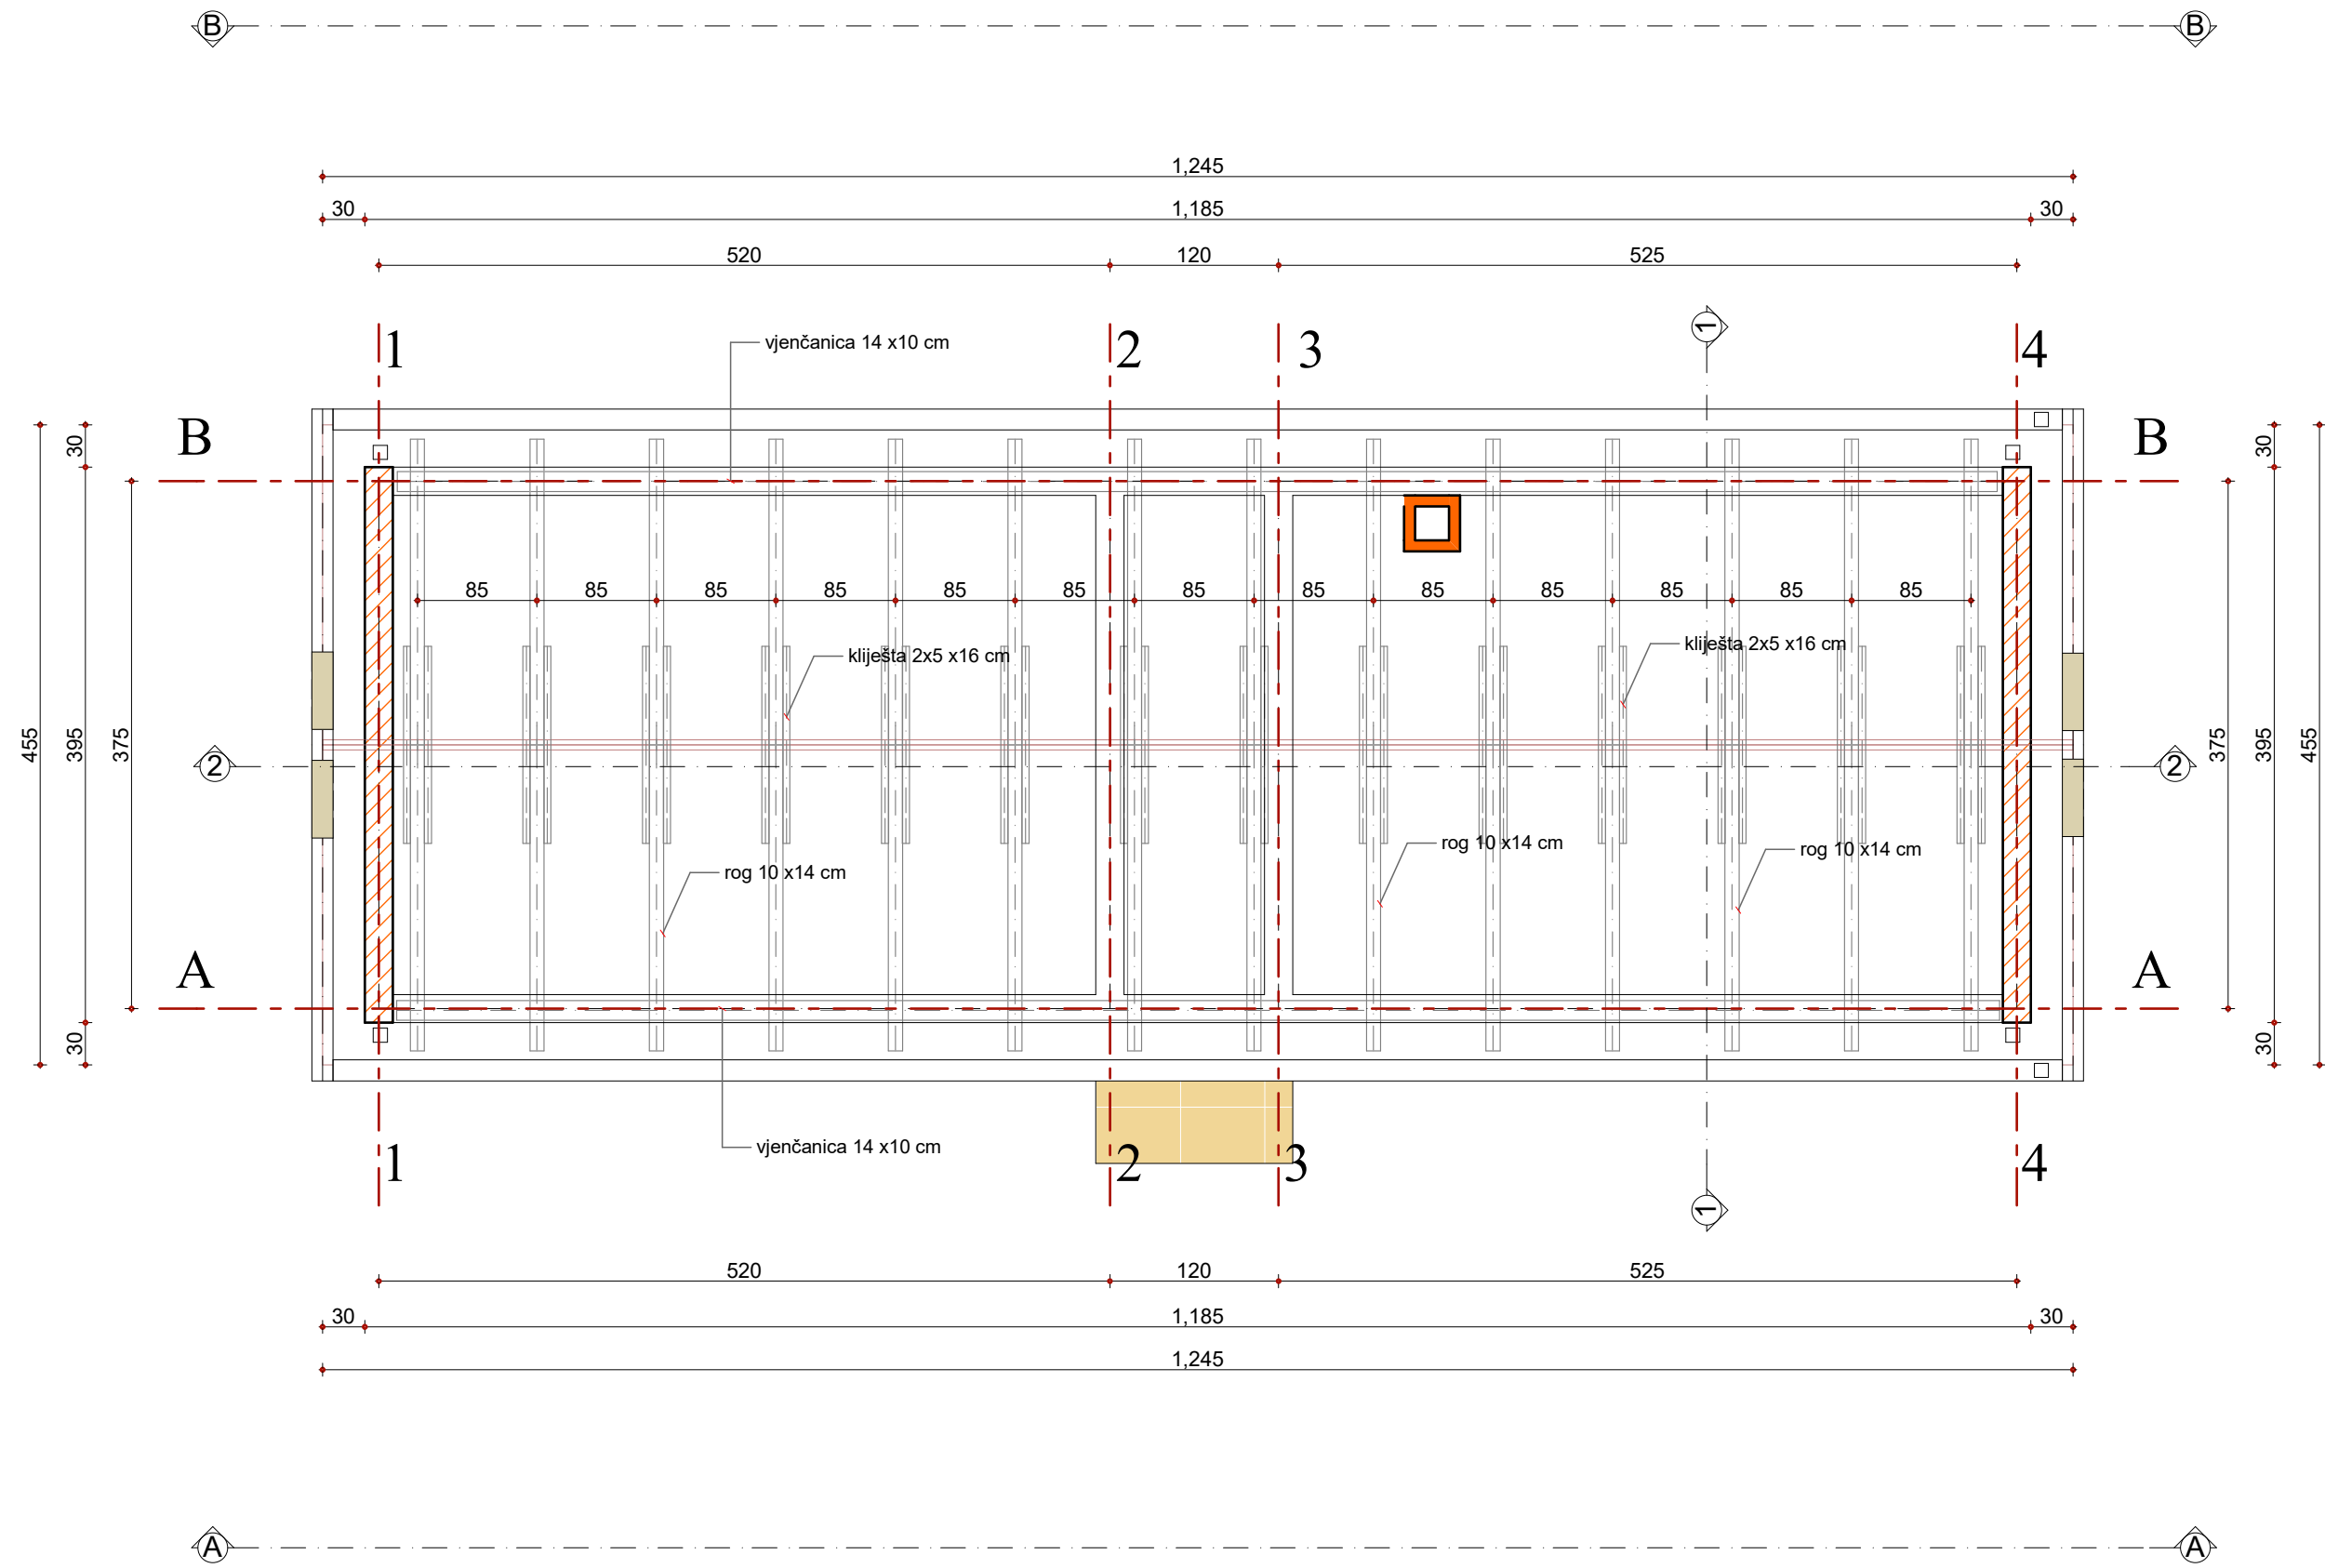 B B
1,245
30 1,185 30
520 120 525
1
1 2 3 4
vjenčanica 14 x10 cm
B B
30 30
85 85 85 85 85 85 85 85 85 85 85 85 85
kliješta 2x5 x16 cm kliješta 2x5 x16 cm
455 395 375 375 395 455
2 2
rog 10 x14 cm rog 10 x14 cm rog 10 x14 cm
A A
30 30
vjenčanica 14 x10 cm
1 2 3 4
1
520 120 525
30 1,185 30
1,245
A A